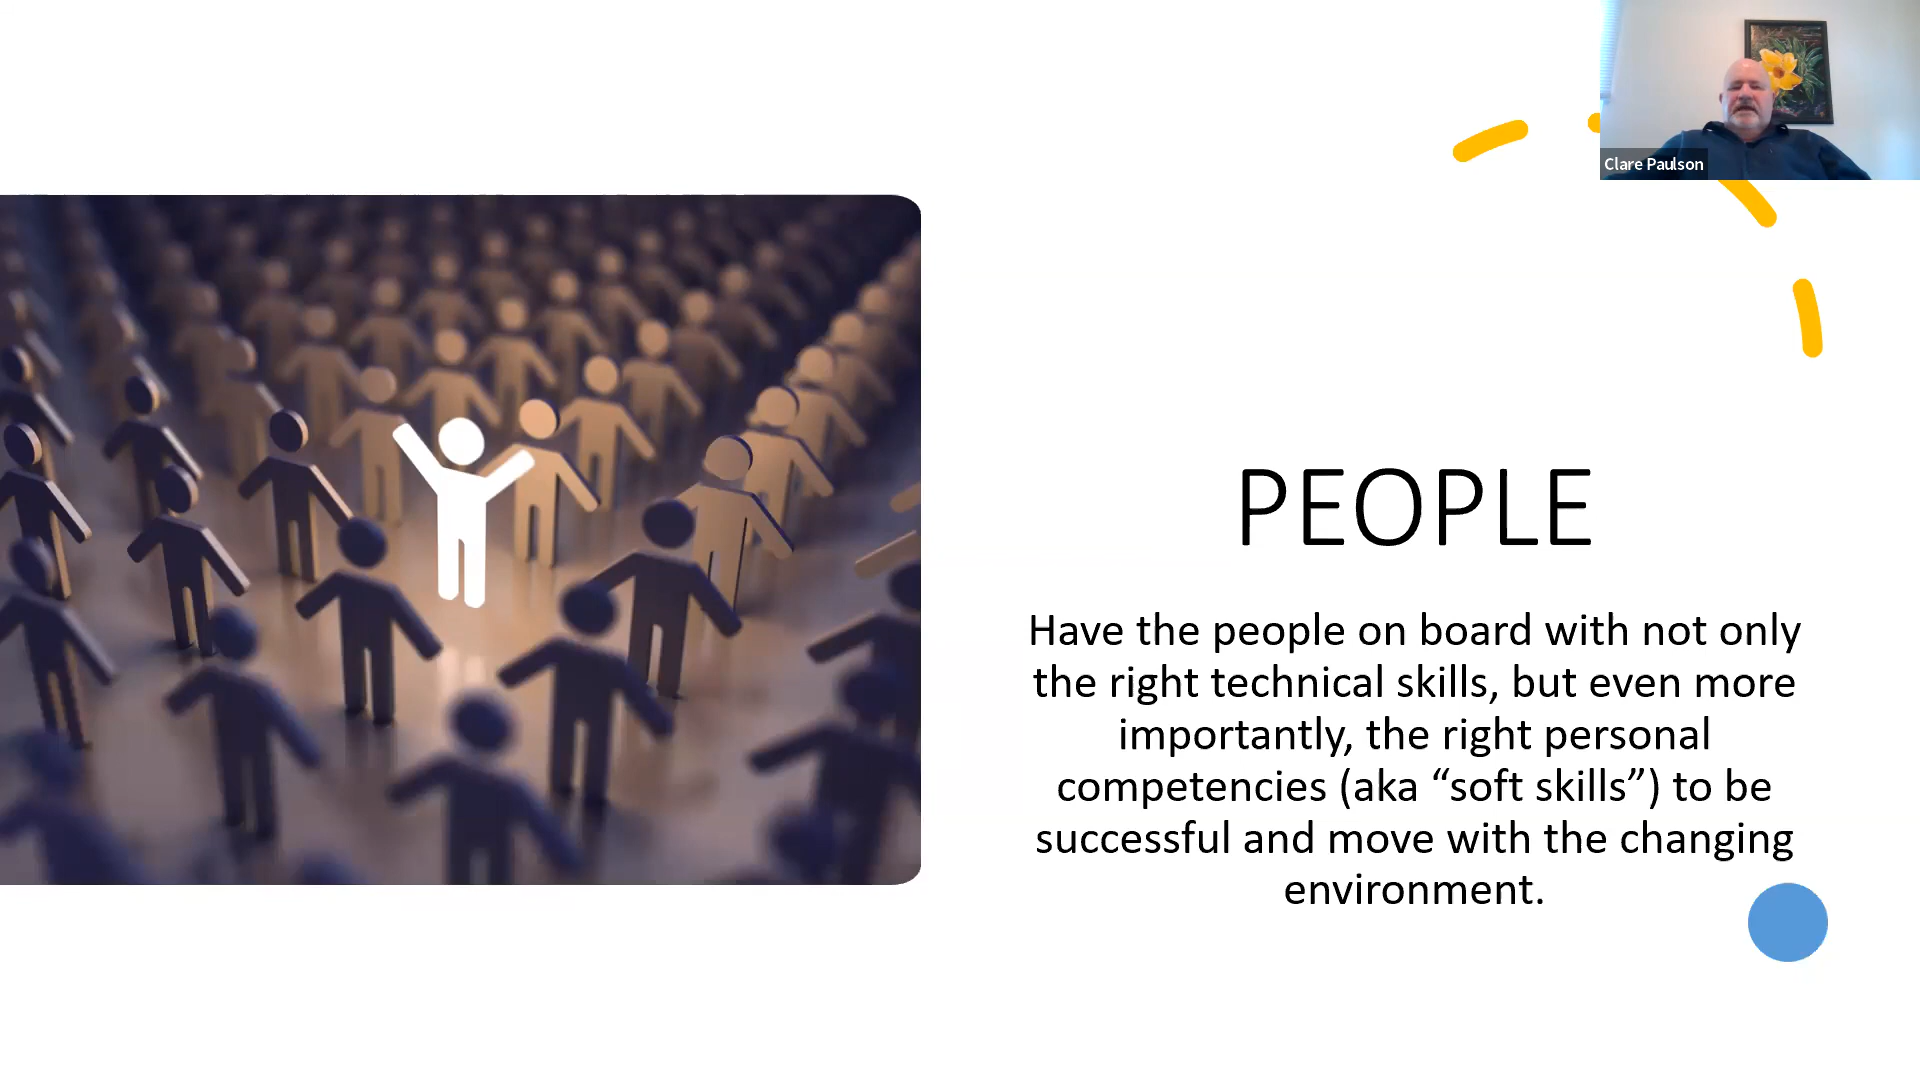 Clare Paulson
PEOPLE
Have the people on board with not only
the right technical skills, but even more
importantly, the right personal
competencies (aka “soft skills”) to be
successful and move with the changing
environment.